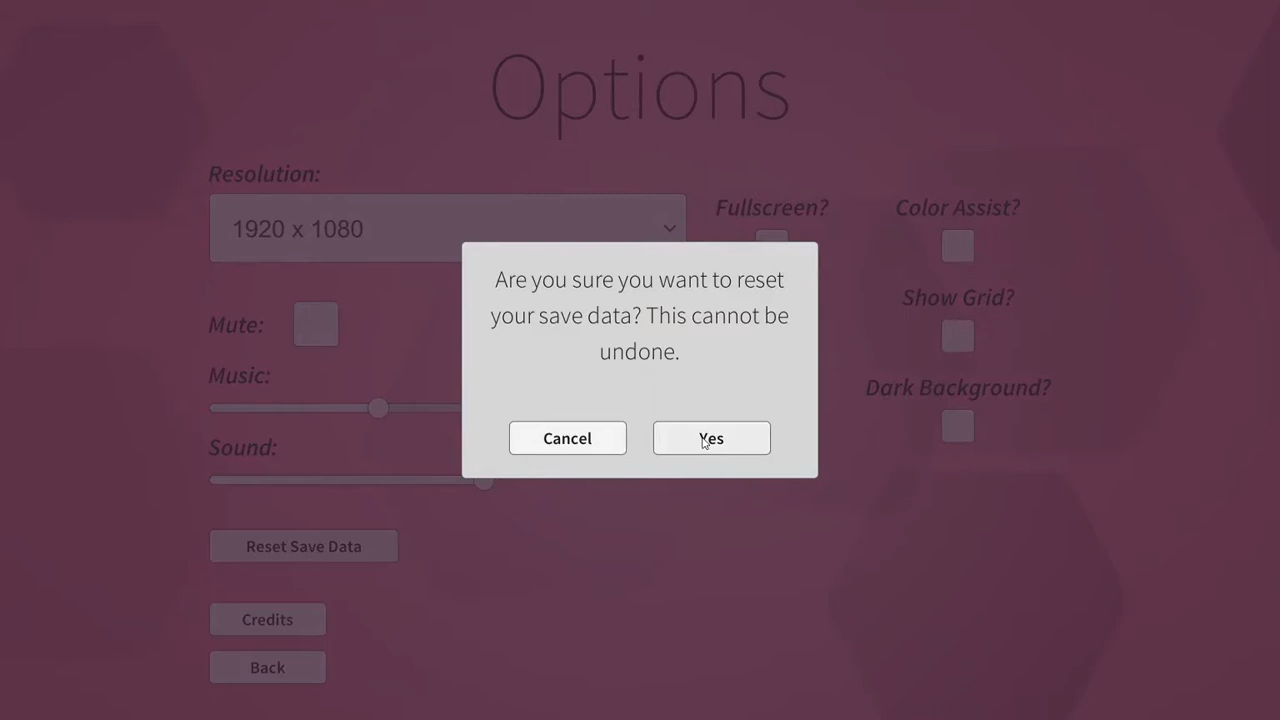 Options
Resolution:
1920 x 1080
Fullscreen?
Color Assist?
Show Grid?
Dark Background?
Mute:
Music:
Sound:
Are you sure you want to reset
your save data? This cannot be
undone.
Cancel
Yes
Reset Save Data
Credits
Back